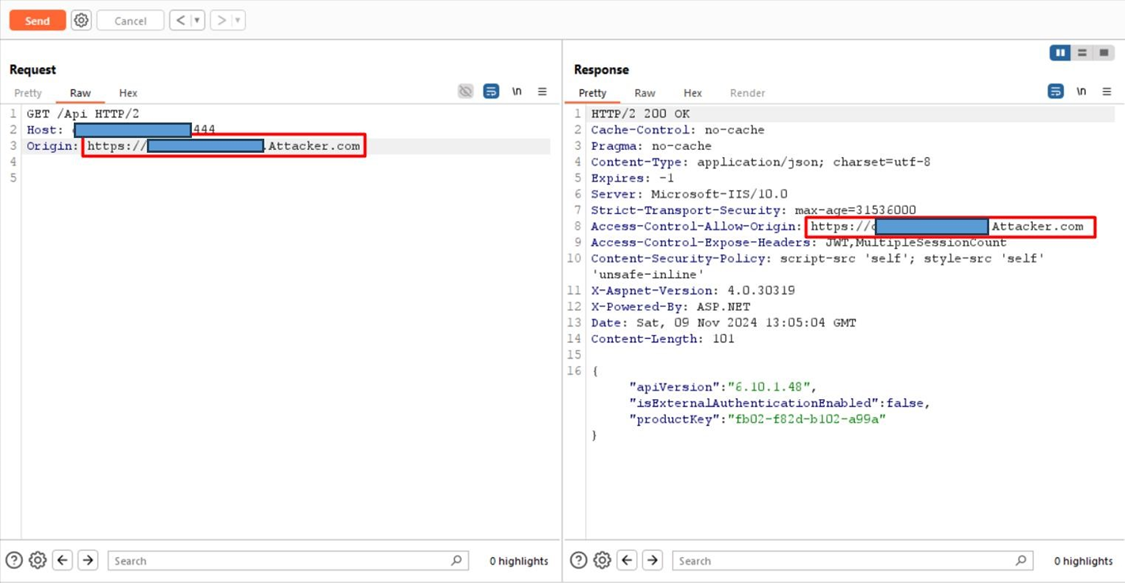 Send
Cancel
Request
Pretty
Raw
Hex
\n
1 GET /Api HTTP/2
2 Host: 444
3 Origin: https:// .Attacker.com
4
5
Search
0 highlights
Response
Pretty
Raw
Hex
Render
\n
1 HTTP/2 200 OK
2 Cache-Control: no-cache
3 Pragma: no-cache
4 Content-Type: application/json; charset=utf-8
5 Expires: -1
6 Server: Microsoft-IIS/10.0
7 Strict-Transport-Security: max-age=31536000
8 Access-Control-Allow-Origin: https:// Attacker.com
9 Access-Control-Expose-Headers: JWT,MultipleSessionCount
10 Content-Security-Policy: script-src 'self'; style-src 'self'
'unsafe-inline'
11 X-Aspnet-Version: 4.0.30319
12 X-Powered-By: ASP.NET
13 Date: Sat, 09 Nov 2024 13:05:04 GMT
14 Content-Length: 101
15
16 {
"apiVersion":"6.10.1.48",
"isExternalAuthenticationEnabled":false,
"productKey":"fb02-f82d-b102-a99a"
}
Search
0 highlights